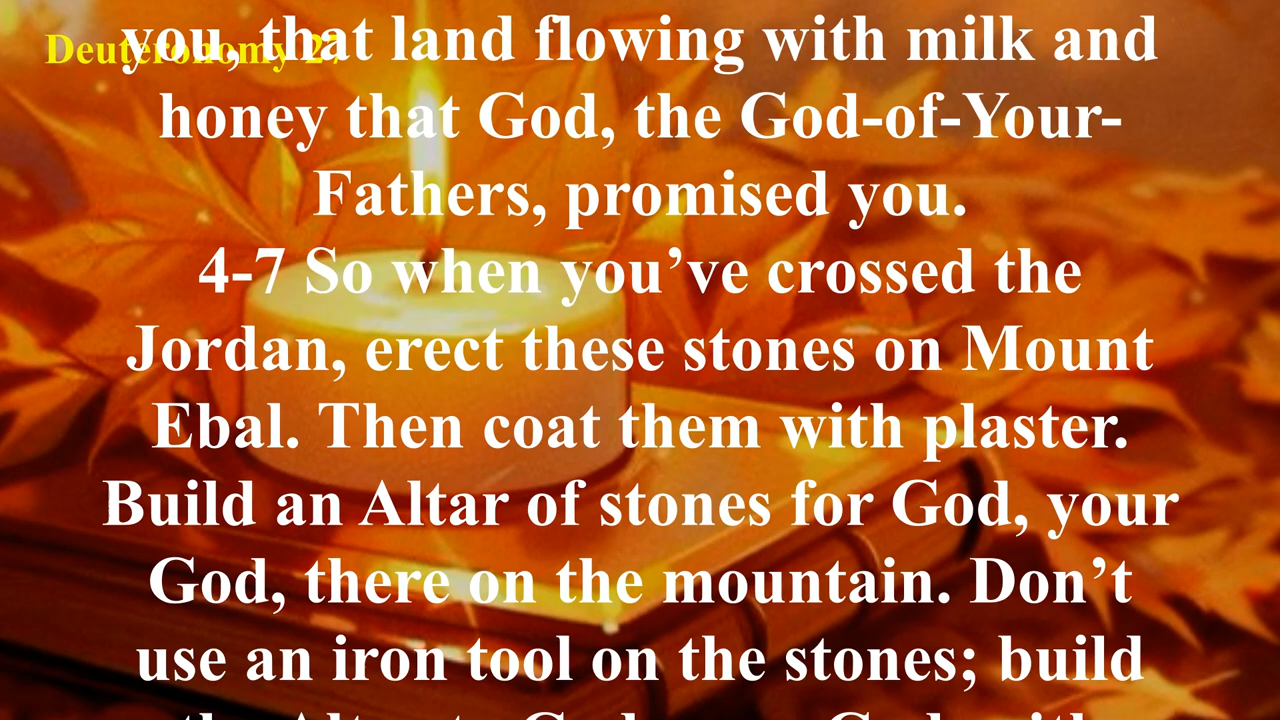 Deuteronomy 27
you, that land flowing with milk and
honey that God, the God-of-Your-
Fathers, promised you.
4-7 So when you’ve crossed the
Jordan, erect these stones on Mount
Ebal. Then coat them with plaster.
Build an Altar of stones for God, your
God, there on the mountain. Don’t
use an iron tool on the stones; build